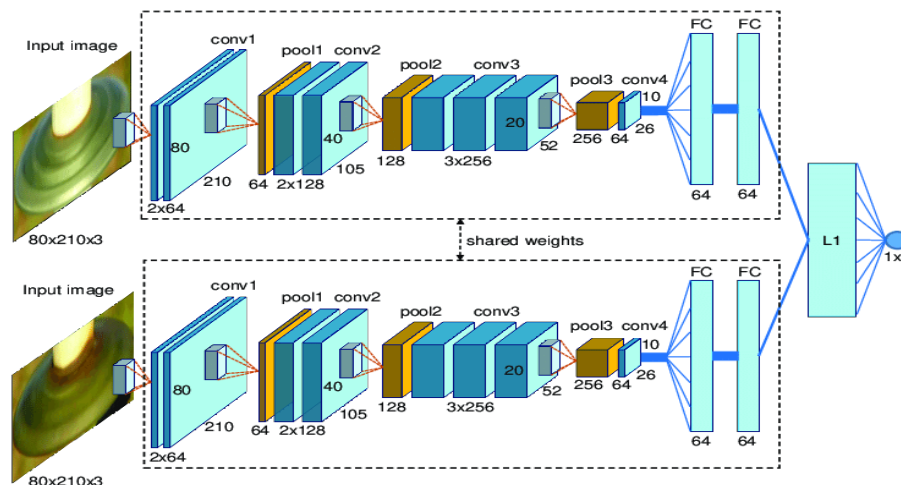 Input image
conv1
pool1
conv2
pool2
conv3
pool3
conv4
FC
FC
80
210
2x64
64
2x128
40
105
128
3x256
20
52
256
64
10
26
64
64
80x210x3
shared weights
L1
1x
Input image
conv1
pool1
conv2
pool2
conv3
pool3
conv4
FC
FC
80
210
2x64
64
2x128
40
105
128
3x256
20
52
256
64
10
26
64
64
80x210x3